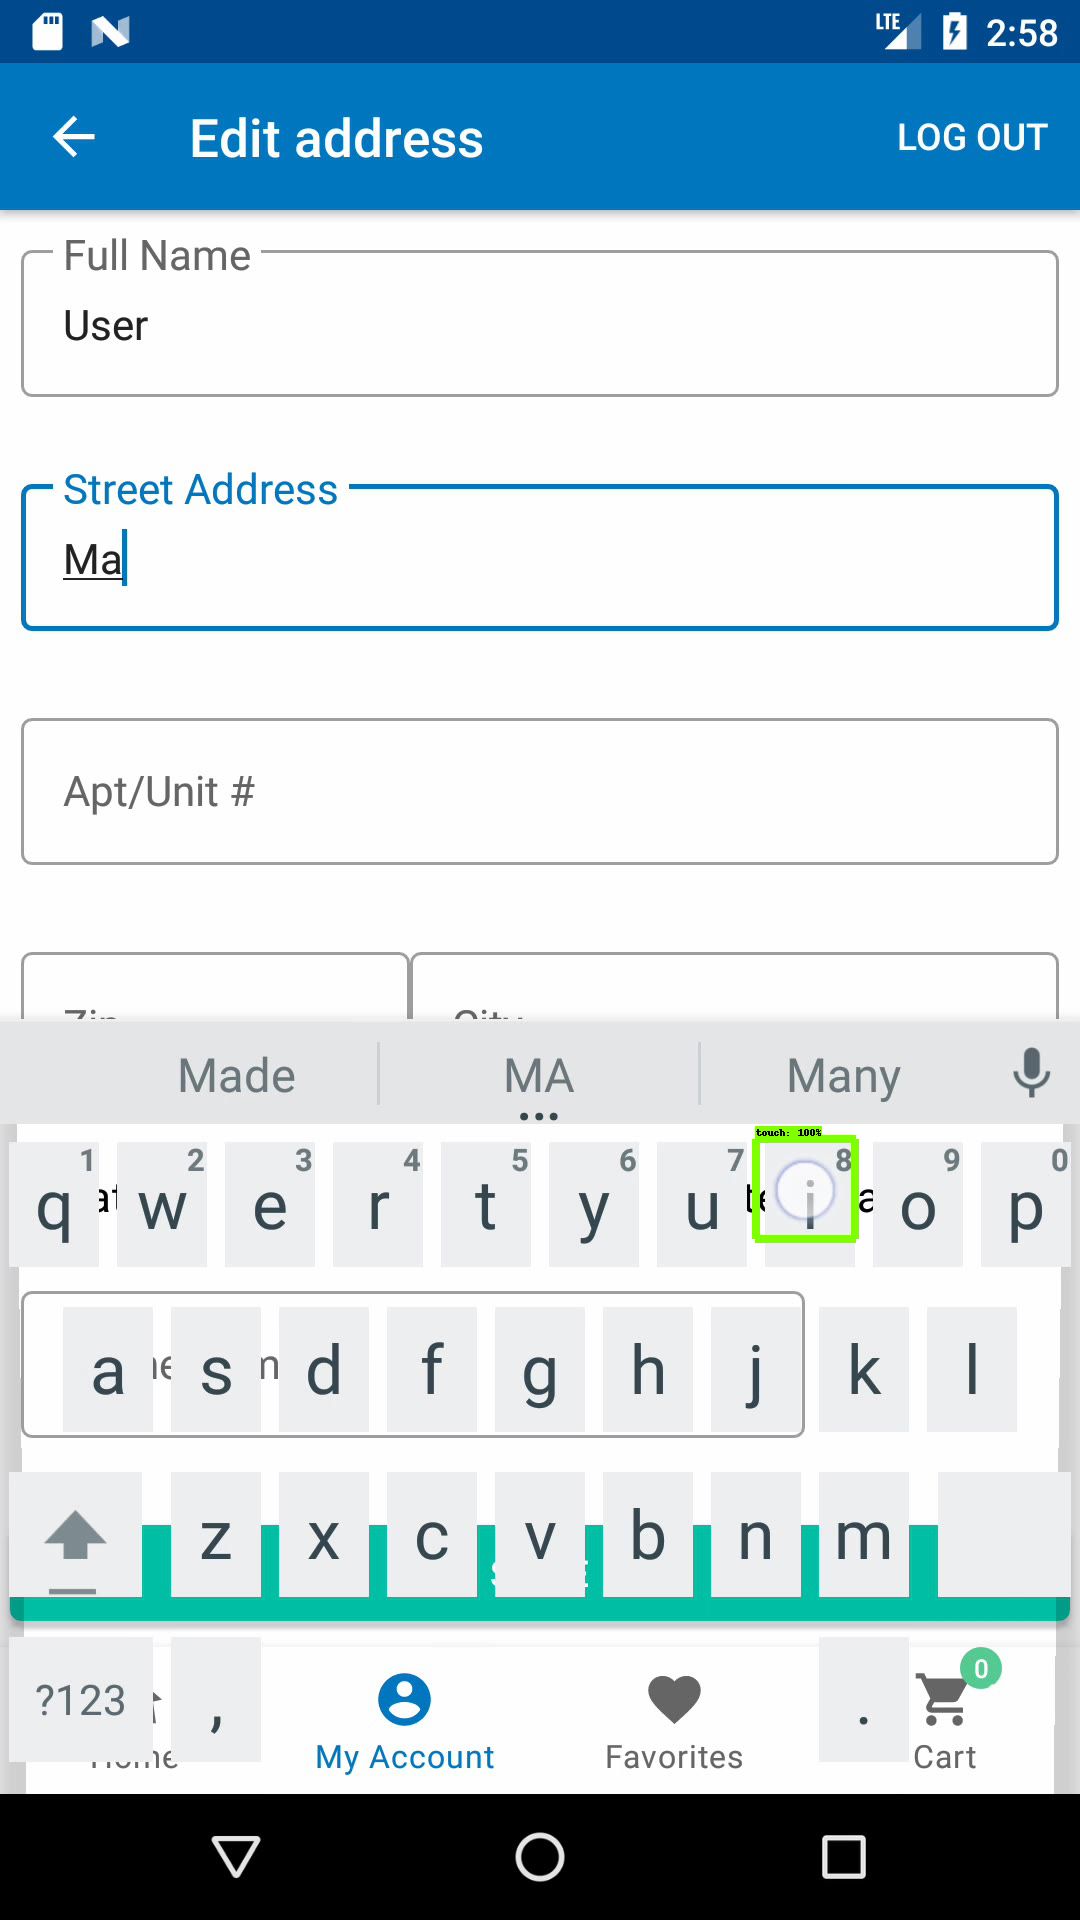 LTE 2:58
Edit address LOG OUT
Full Name
User
Street Address
Ma
Apt/Unit #
Zip City
Made MA Many
touch: 100%
1 2 3 4 5 6 7 8 9 0
q w e r t y u i o p
a s d f g h j k l
z x c v b n m
?123 , . 0
Home My Account Favorites Cart